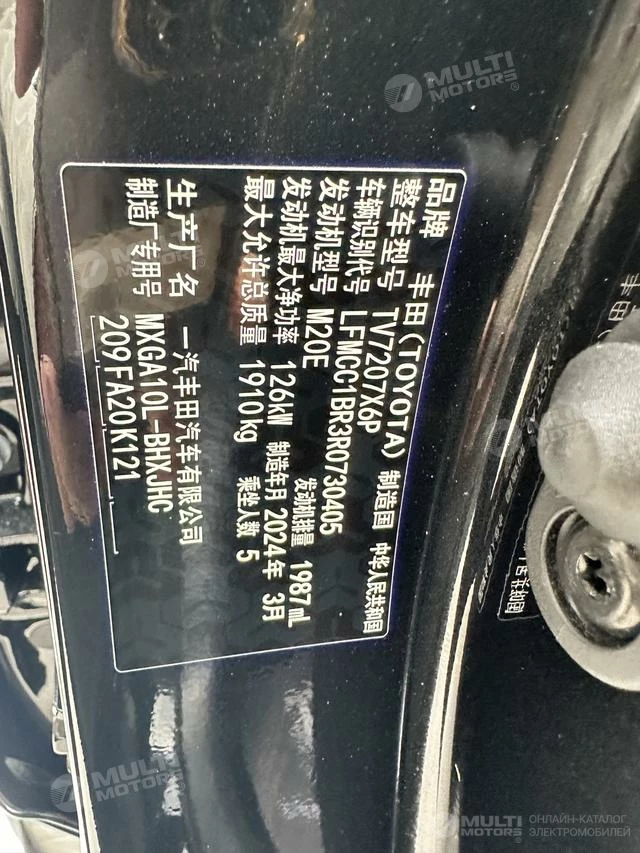 品牌 丰田(TOYOTA) 制造国 中华人民共和国
整车型号 TV7207X6P
车辆识别代号 LFMCC1BR3R0730405
发动机型号 M20E 发动机排量 1987ml
发动机最大净功率 126kW 制造年月 2024年 3月
最大允许总质量 1910kg 乘坐人数 5
生产厂名 一汽丰田汽车有限公司
制造厂专用号 MXGA10L-BHXJHC
209 FA20 K121
MULTI MOTORS®
MULTI MOTORS
MULTI MOTORS
MULTI MOTORS® ОНЛАЙН-КАТАЛОГ
ЭЛЕКТРОМОБИЛЕЙ